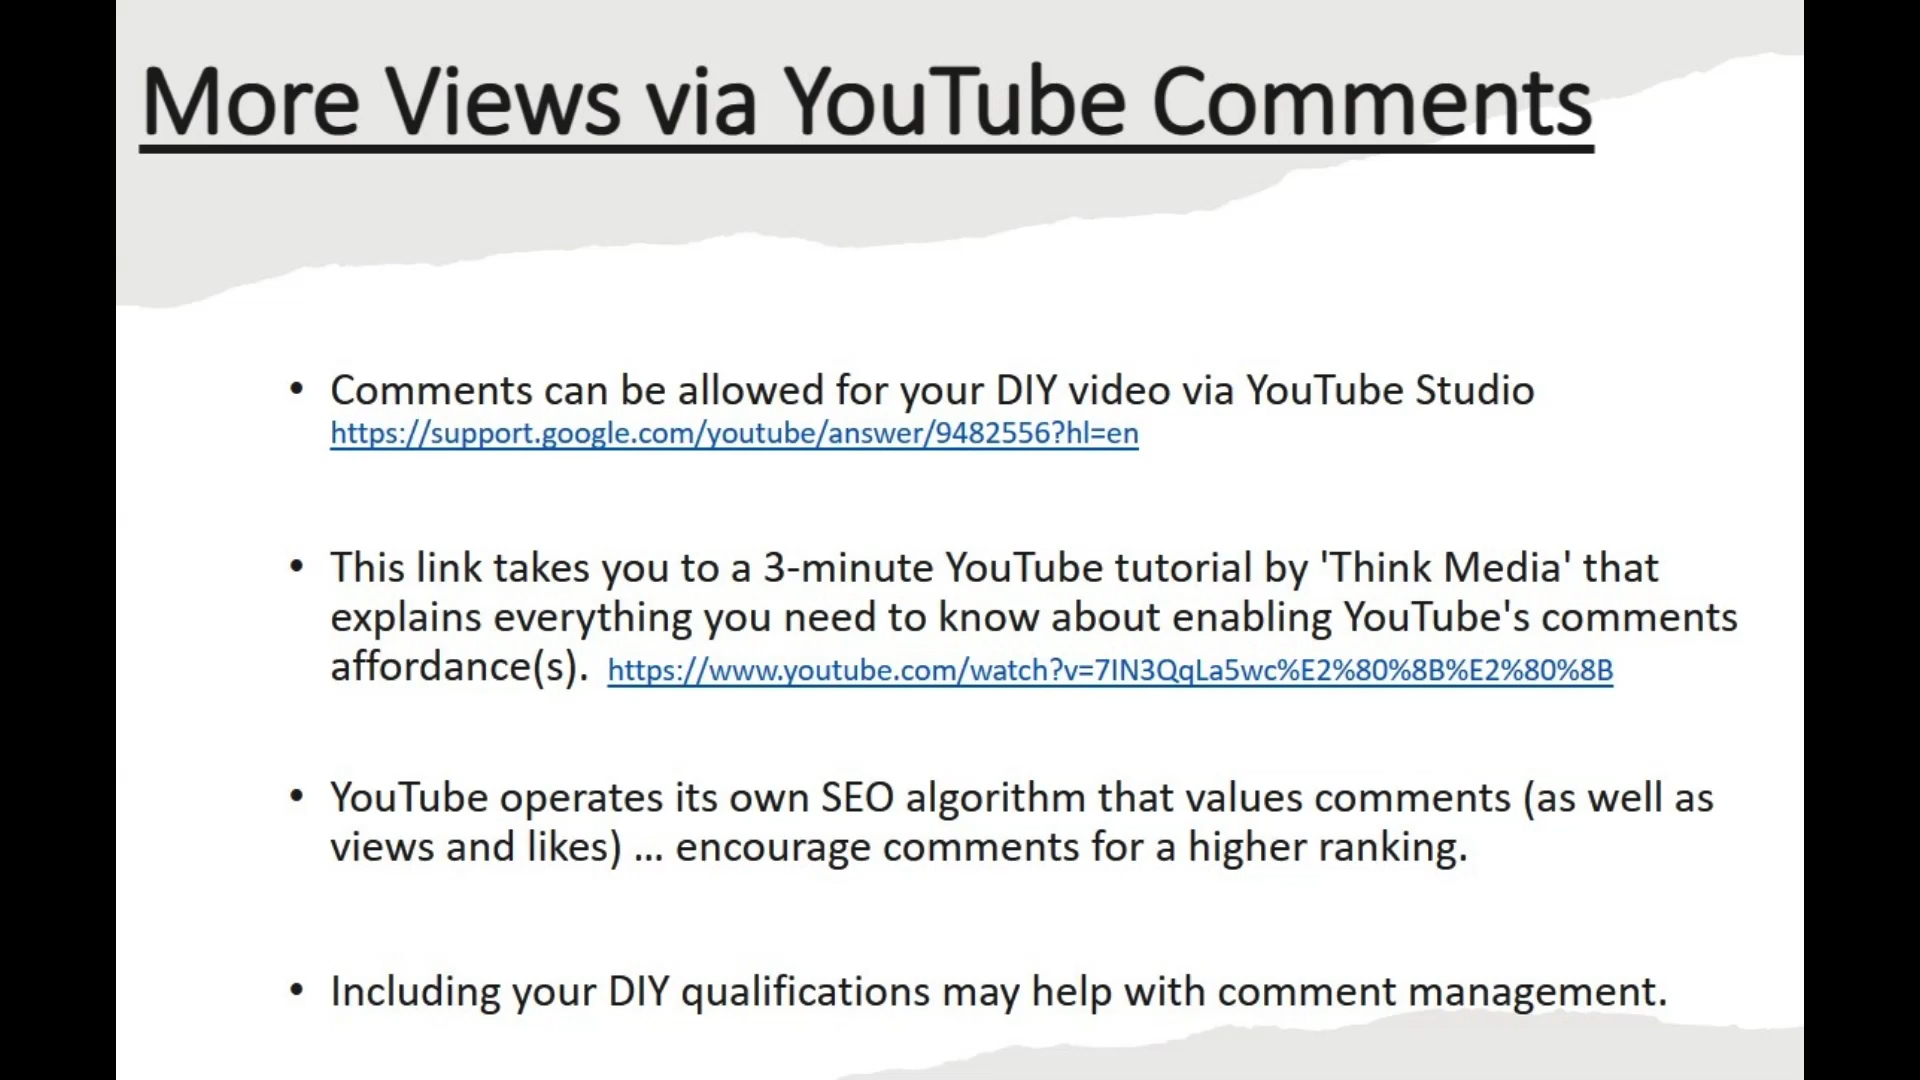 More Views via YouTube Comments
• Comments can be allowed for your DIY video via YouTube Studio
https://support.google.com/youtube/answer/9482556?hl=en
• This link takes you to a 3-minute YouTube tutorial by 'Think Media' that
explains everything you need to know about enabling YouTube's comments
affordance(s). https://www.youtube.com/watch?v=7IN3QqLa5wc%E2%80%8B%E2%80%8B
• YouTube operates its own SEO algorithm that values comments (as well as
views and likes) ... encourage comments for a higher ranking.
• Including your DIY qualifications may help with comment management.